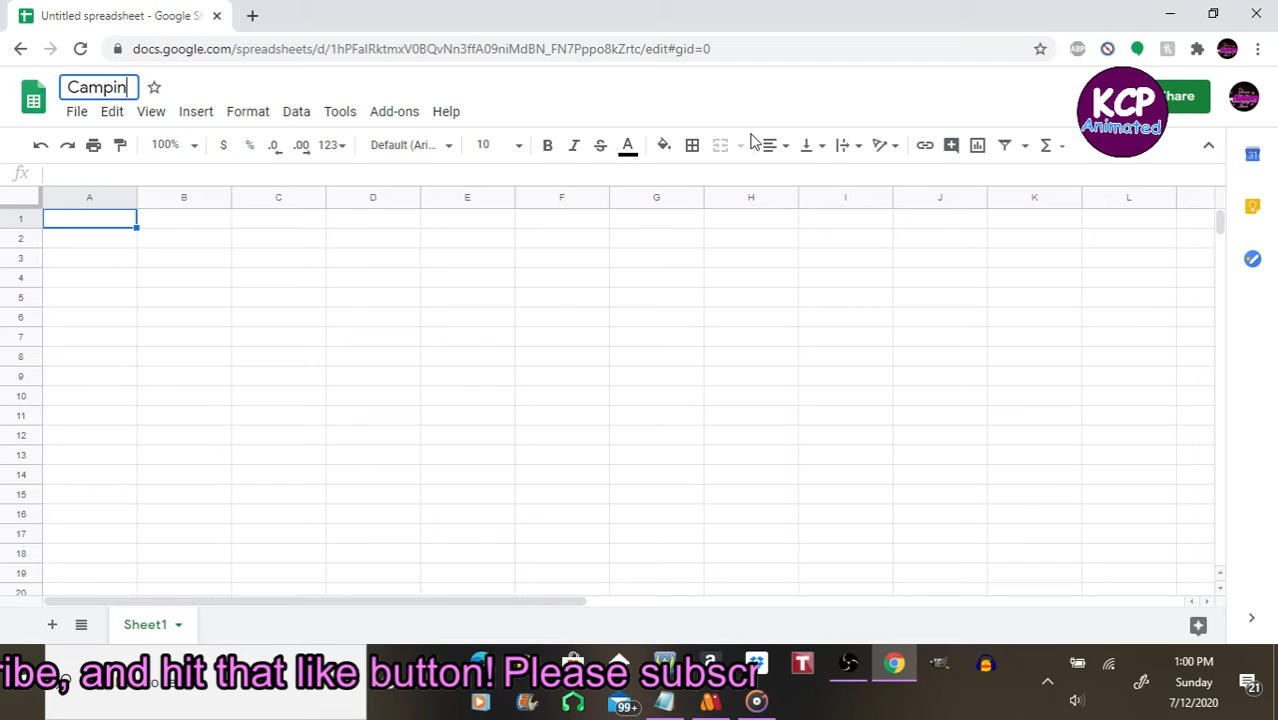 Untitled spreadsheet - Google Sh
docs.google.com/spreadsheets/d/1hPFalRktmxV0BQvNn3ffA09niMdBN_FN7Pppo8kZrtc/edit#gid=0
Campin
Share
KCP
Animated
File Edit View Insert Format Data Tools Add-ons Help
100% $ % .0 .00 123 Default (Ari... 10 B I S A
fx
A B C D E F G H I J K L
1
2
3
4
5
6
7
8
9
10
11
12
13
14
15
16
17
18
19
20
Sheet1
ribe, and hit that like button! Please subscr
99+
1:00 PM
Sunday
7/12/2020
21